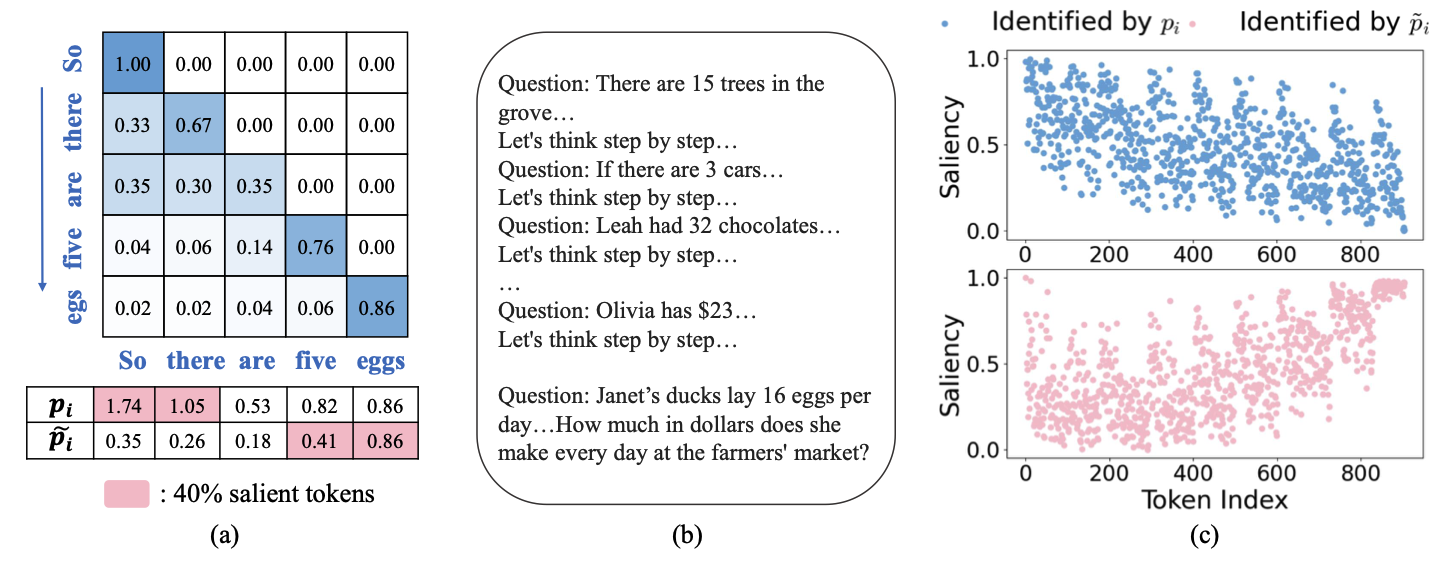 So 1.00 0.00 0.00 0.00 0.00
there 0.33 0.67 0.00 0.00 0.00
are 0.35 0.30 0.35 0.00 0.00
five 0.04 0.06 0.14 0.76 0.00
egs 0.02 0.02 0.04 0.06 0.86
So there are five eggs
p_i 1.74 1.05 0.53 0.82 0.86
p̃_i 0.35 0.26 0.18 0.41 0.86
: 40% salient tokens
(a)
Question: There are 15 trees in the
grove…
Let's think step by step…
Question: If there are 3 cars…
Let's think step by step…
Question: Leah had 32 chocolates…
Let's think step by step…
…
Question: Olivia has $23…
Let's think step by step…
Question: Janet’s ducks lay 16 eggs per
day…How much in dollars does she
make every day at the farmers' market?
(b)
Identified by p_i Identified by p̃_i
Saliency
1.0
0.5
0.0
0 200 400 600 800
Saliency
1.0
0.5
0.0
0 200 400 600 800
Token Index
(c)